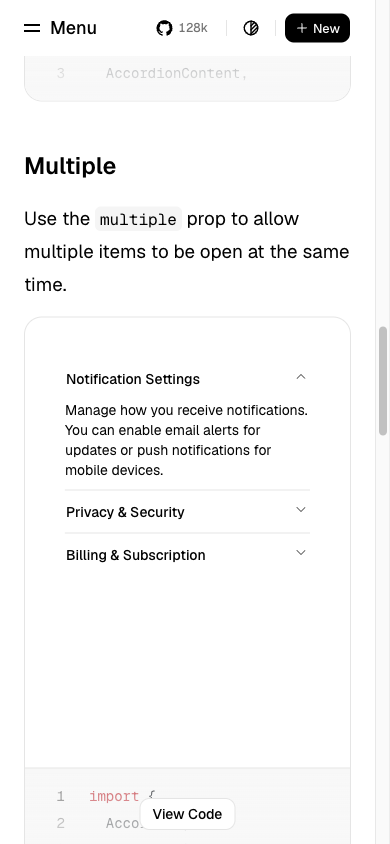 Menu
128k
New
3 AccordionContent,
Multiple
Use the multiple prop to allow
multiple items to be open at the same
time.
Notification Settings
Manage how you receive notifications.
You can enable email alerts for
updates or push notifications for
mobile devices.
Privacy & Security
Billing & Subscription
1 import {
2 Acco
View Code